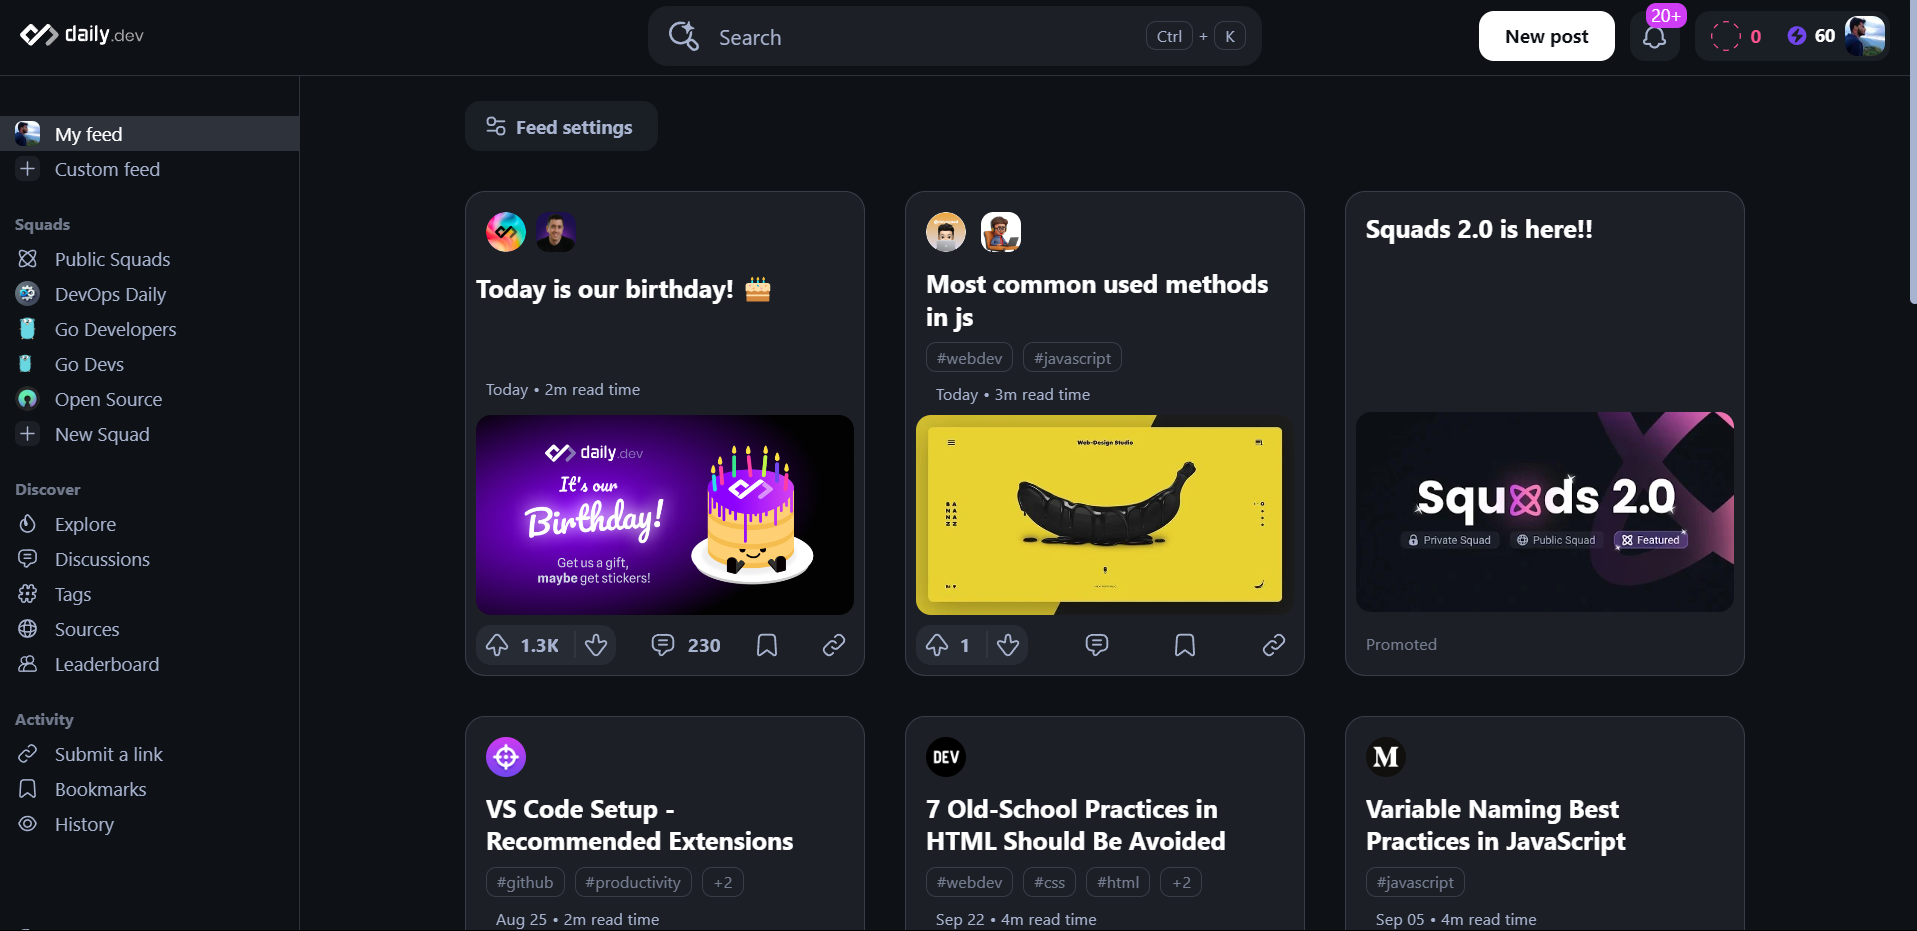 daily.dev
Search
Ctrl + K
New post
20+
0
60
My feed
Custom feed
Squads
Public Squads
DevOps Daily
Go Developers
Go Devs
Open Source
New Squad
Discover
Explore
Discussions
Tags
Sources
Leaderboard
Activity
Submit a link
Bookmarks
History
Feed settings
Today is our birthday! 🎂
Today • 2m read time
daily.dev
It's our
Birthday!
Get us a gift,
maybe get stickers!
1.3K
230
Most common used methods
in js
#webdev #javascript
Today • 3m read time
Web-Design Studio
1
Squads 2.0 is here!!
Squads 2.0
Private Squad Public Squad Featured
Promoted
VS Code Setup -
Recommended Extensions
#github #productivity +2
Aug 25 • 2m read time
DEV
7 Old-School Practices in
HTML Should Be Avoided
#webdev #css #html +2
Sep 22 • 4m read time
M
Variable Naming Best
Practices in JavaScript
#javascript
Sep 05 • 4m read time